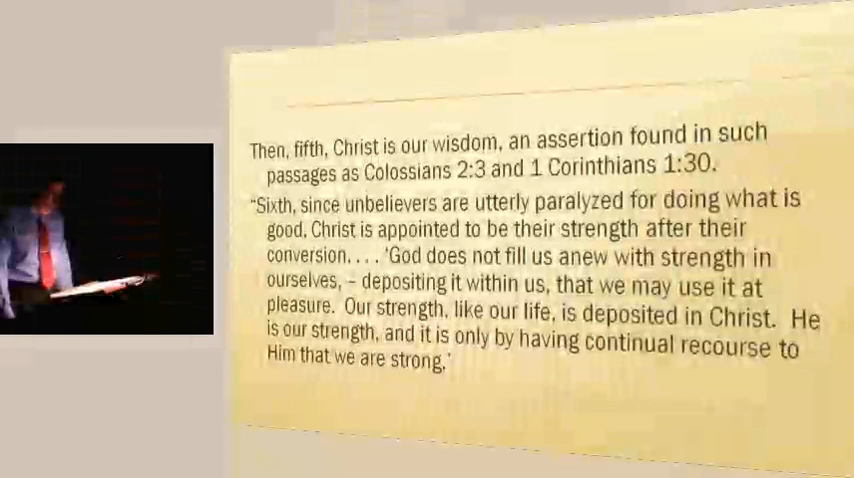 Then, fifth, Christ is our wisdom, an assertion found in such
passages as Colossians 2:3 and 1 Corinthians 1:30.
“Sixth, since unbelievers are utterly paralyzed for doing what is
good, Christ is appointed to be their strength after their
conversion. . . . ‘God does not fill us anew with strength in
ourselves, – depositing it within us, that we may use it at
pleasure. Our strength, like our life, is deposited in Christ. He
is our strength, and it is only by having continual recourse to
Him that we are strong.’